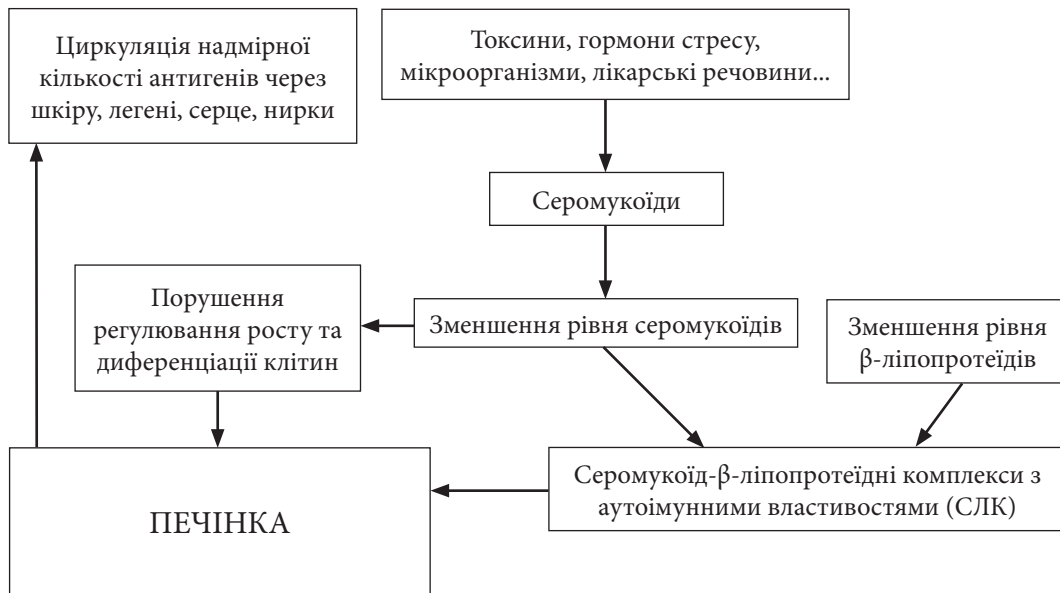 Циркуляція надмірної
кількості антигенів через
шкіру, легені, серце, нирки
Токсини, гормони стресу,
мікроорганізми, лікарські речовини...
Серомукоїди
Порушення
регулювання росту та
диференціації клітин
Зменшення рівня серомукоїдів
Зменшення рівня
β-ліпопротеїдів
ПЕЧІНКА
Серомукоїд-β-ліпопротеїдні комплекси з
аутоімунними властивостями (СЛК)